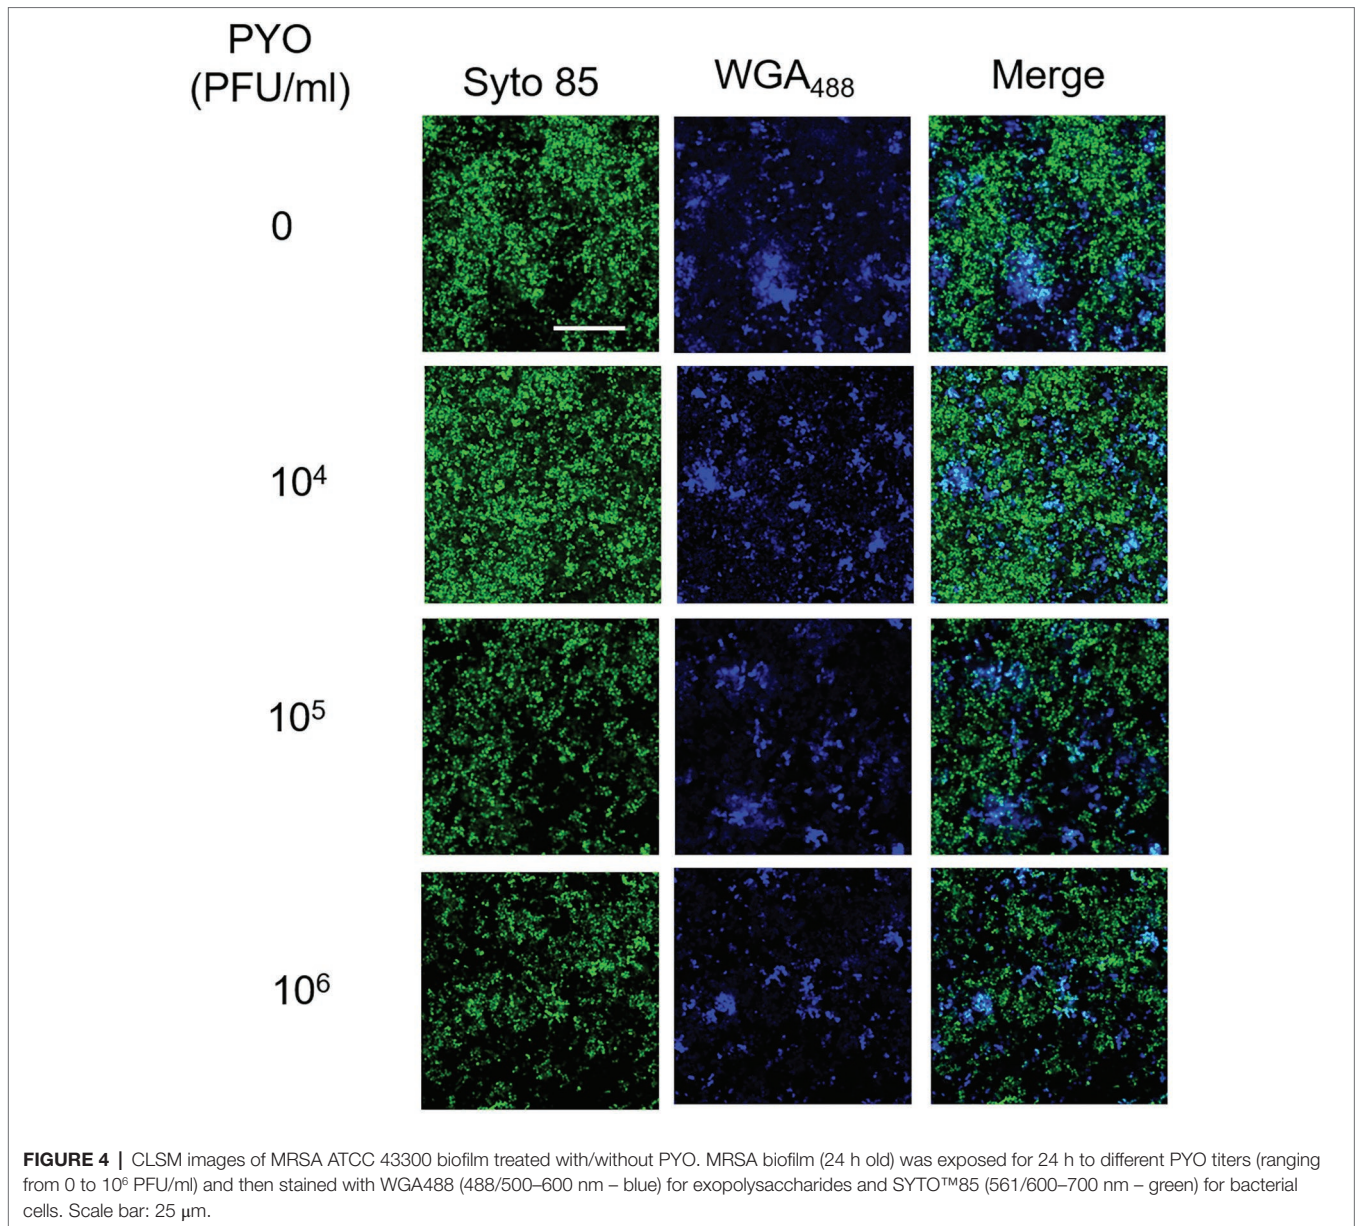 PYO
(PFU/ml)
Syto 85
WGA₄₈₈
Merge
0
10⁴
10⁵
10⁶
FIGURE 4 | CLSM images of MRSA ATCC 43300 biofilm treated with/without PYO. MRSA biofilm (24 h old) was exposed for 24 h to different PYO titers (ranging
from 0 to 10⁶ PFU/ml) and then stained with WGA488 (488/500–600 nm – blue) for exopolysaccharides and SYTO™85 (561/600–700 nm – green) for bacterial
cells. Scale bar: 25 μm.